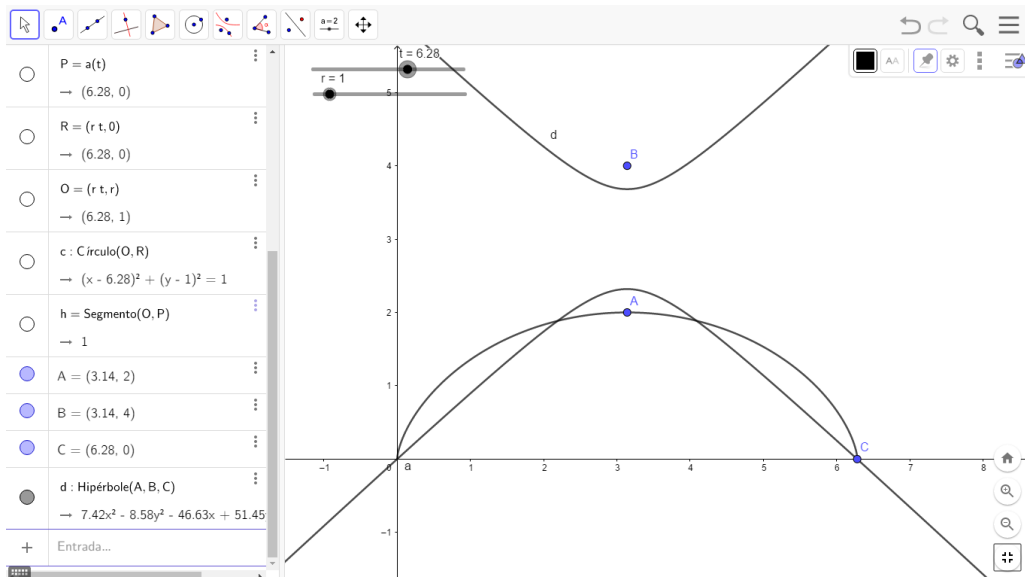 A
a=2
P = a(t)
→ (6.28, 0)
R = (r t, 0)
→ (6.28, 0)
O = (r t, r)
→ (6.28, 1)
c : Círculo(O, R)
→ (x - 6.28)² + (y - 1)² = 1
h = Segmento(O, P)
→ 1
A = (3.14, 2)
B = (3.14, 4)
C = (6.28, 0)
d : Hipérbole(A, B, C)
→ 7.42x² - 8.58y² - 46.63x + 51.45
Entrada...
t = 6.28
r = 1
AA
5
d
B
4
3
A
2
1
C
−1
0
a
1
2
3
4
5
6
7
8
−1